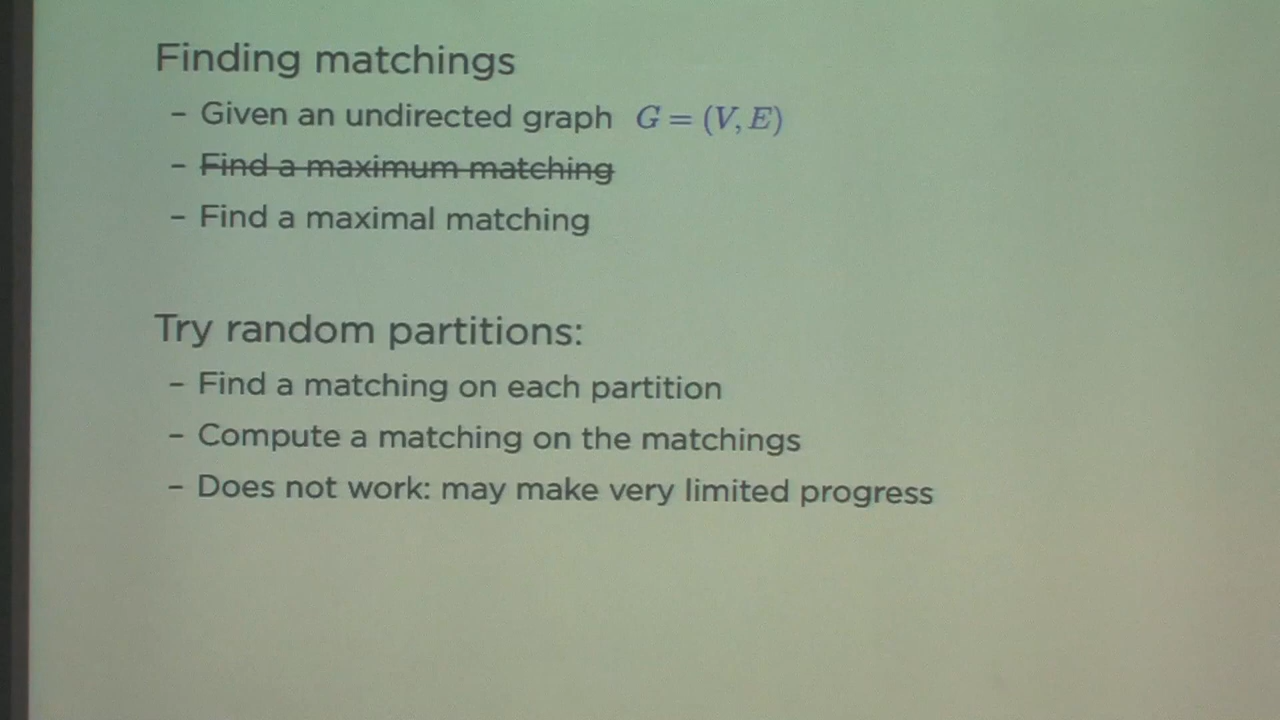 Finding matchings
– Given an undirected graph G = (V, E)
– Find a maximum matching
– Find a maximal matching
Try random partitions:
– Find a matching on each partition
– Compute a matching on the matchings
– Does not work: may make very limited progress